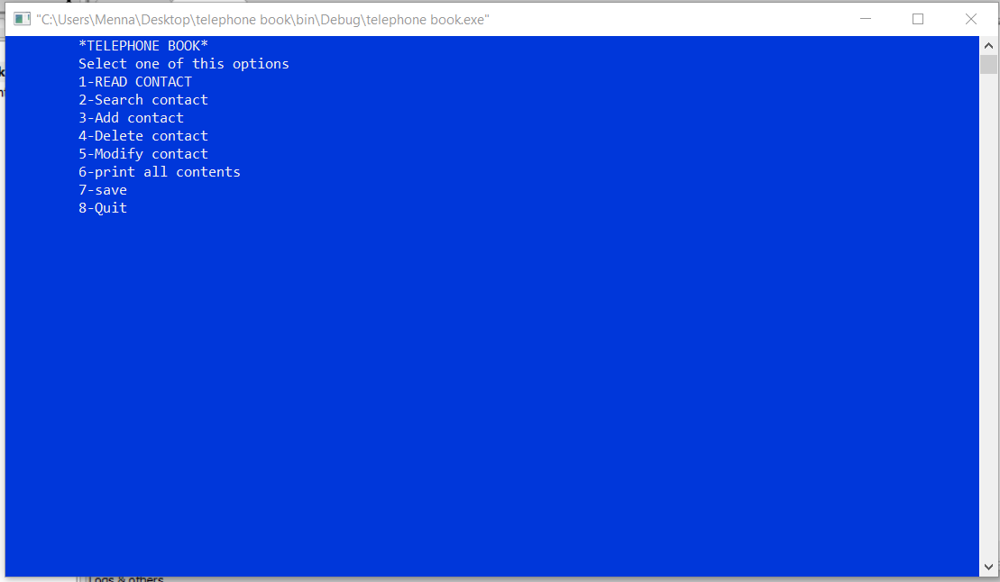 "C:\Users\Menna\Desktop\telephone book\bin\Debug\telephone book.exe"
*TELEPHONE BOOK*
Select one of this options
1-READ CONTACT
2-Search contact
3-Add contact
4-Delete contact
5-Modify contact
6-print all contents
7-save
8-Quit
Logs & others